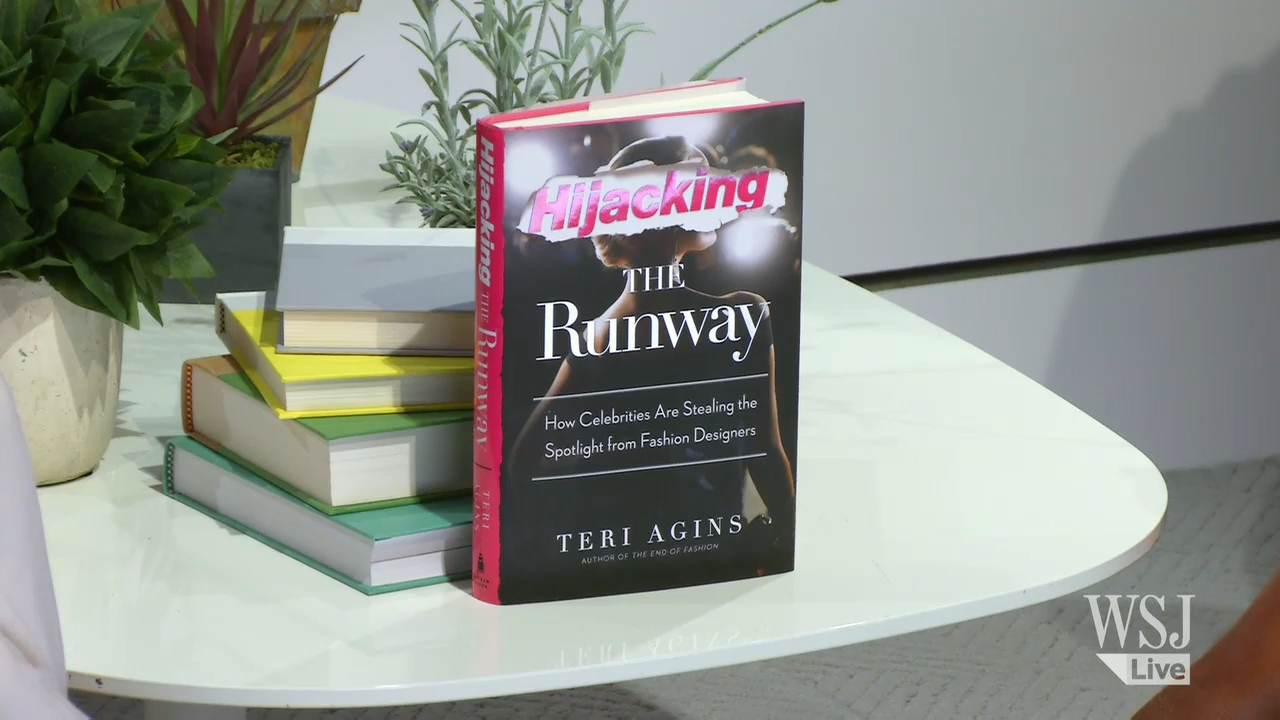 Hijacking
THE
Runway
How Celebrities Are Stealing the
Spotlight from Fashion Designers
TERI AGINS
AUTHOR OF THE END OF FASHION
Hijacking THE Runway TERI AGINS
WSJ
Live